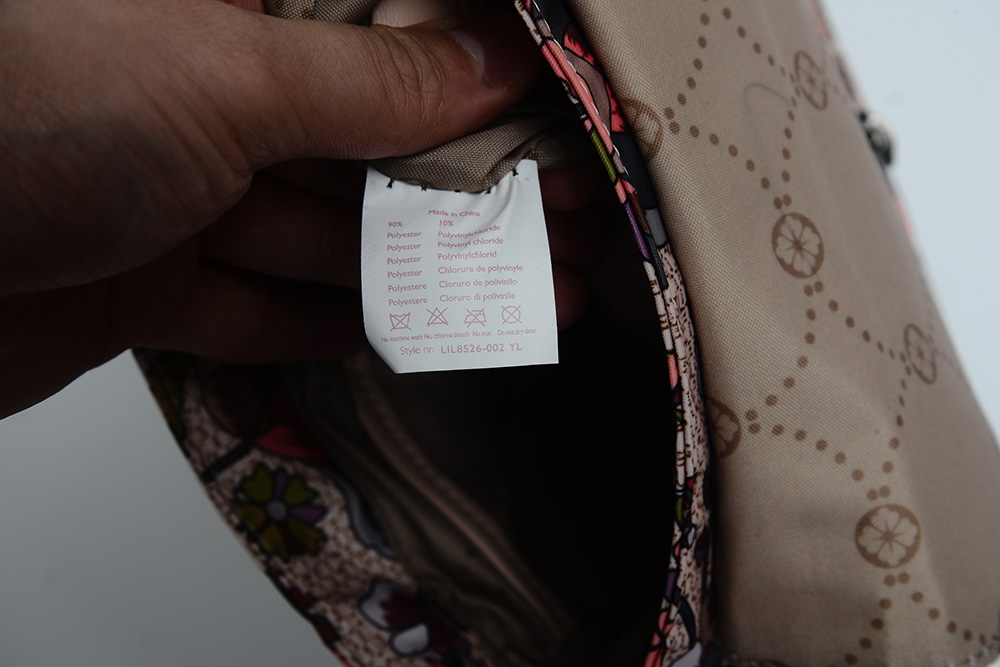 Made in China
90% 10%
Polyester Polyvinylchloride
Polyester Polyvinyl chloride
Polyester Polyvinylchlorid
Polyester Chlorure de polyvinyle
Polyestere Cloruro de polivinilo
Polyestere Cloruro di polivinile
No machine wash No chlorina bleach No Iron Do not dry clean
Style nr. LIL8526-002 YL